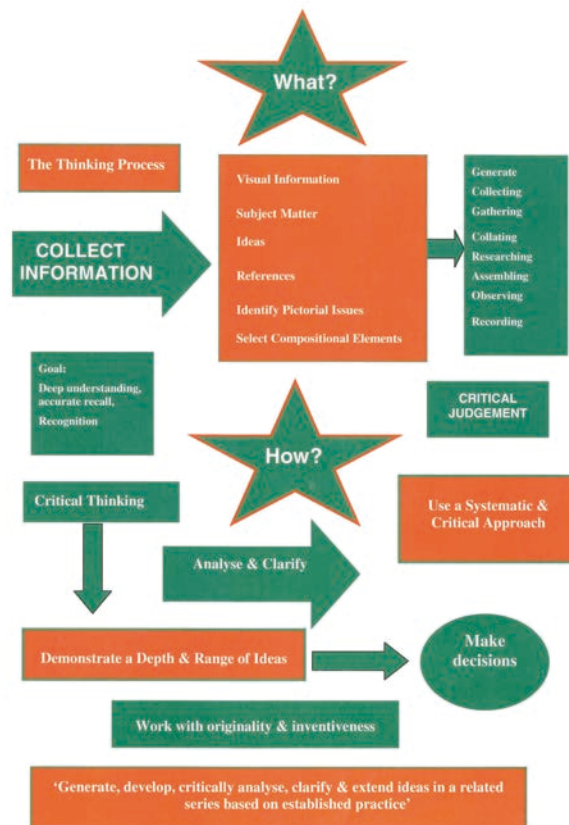 What?
The Thinking Process
COLLECT
INFORMATION
Visual Information
Subject Matter
Ideas
References
Identify Pictorial Issues
Select Compositional Elements
Generate
Collecting
Gathering
Collating
Researching
Assembling
Observing
Recording
Goal:
Deep understanding,
accurate recall,
Recognition
CRITICAL
JUDGEMENT
How?
Critical Thinking
Use a Systematic &
Critical Approach
Analyse & Clarify
Demonstrate a Depth & Range of Ideas
Make
decisions
Work with originality & inventiveness
‘Generate, develop, critically analyse, clarify & extend ideas in a related
series based on established practice’